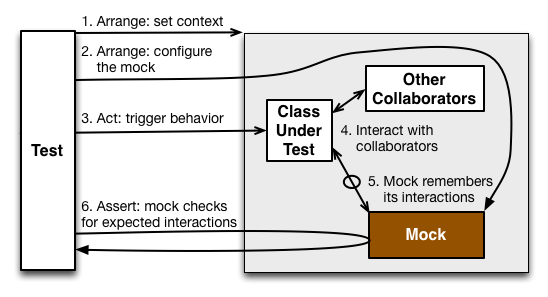 1. Arrange: set context
2. Arrange: configure
the mock
Other
Collaborators
3. Act: trigger behavior
Class
Under
Test
4. Interact with
collaborators
Test
5. Mock remembers
its interactions
6. Assert: mock checks
for expected interactions
Mock